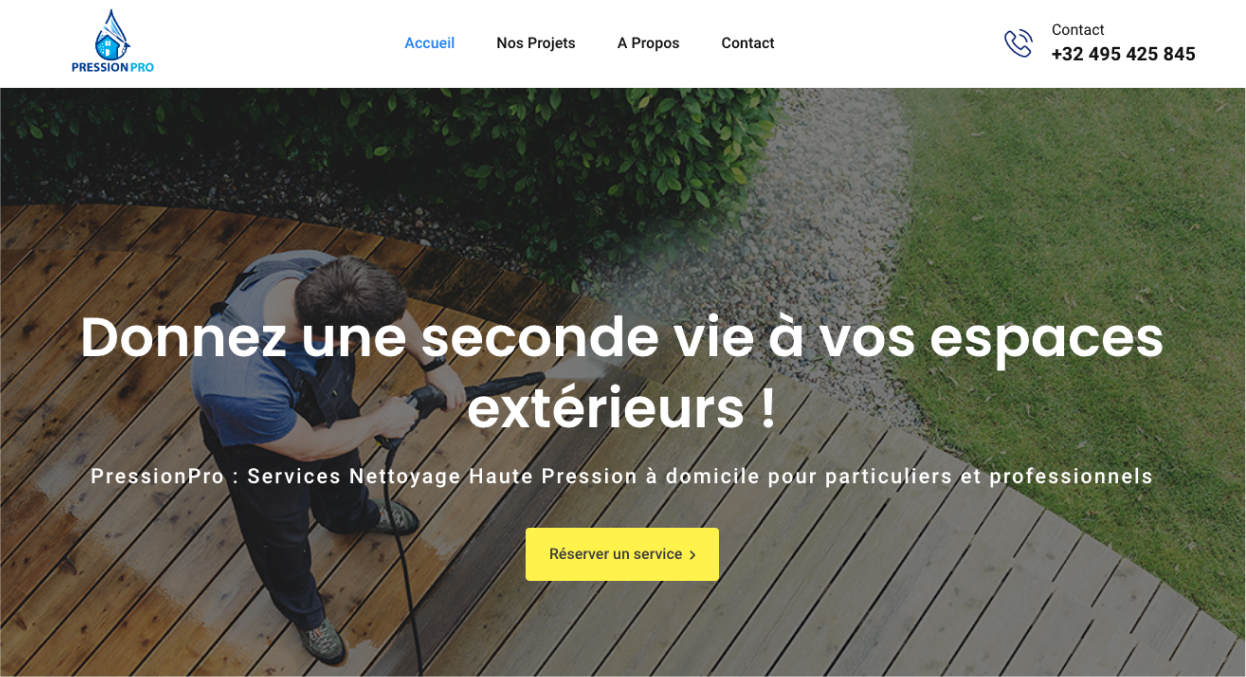 PRESSIONPRO
Accueil
Nos Projets
A Propos
Contact
Contact
+32 495 425 845
Donnez une seconde vie à vos espaces
extérieurs !
PressionPro : Services Nettoyage Haute Pression à domicile pour particuliers et professionnels
Réserver un service